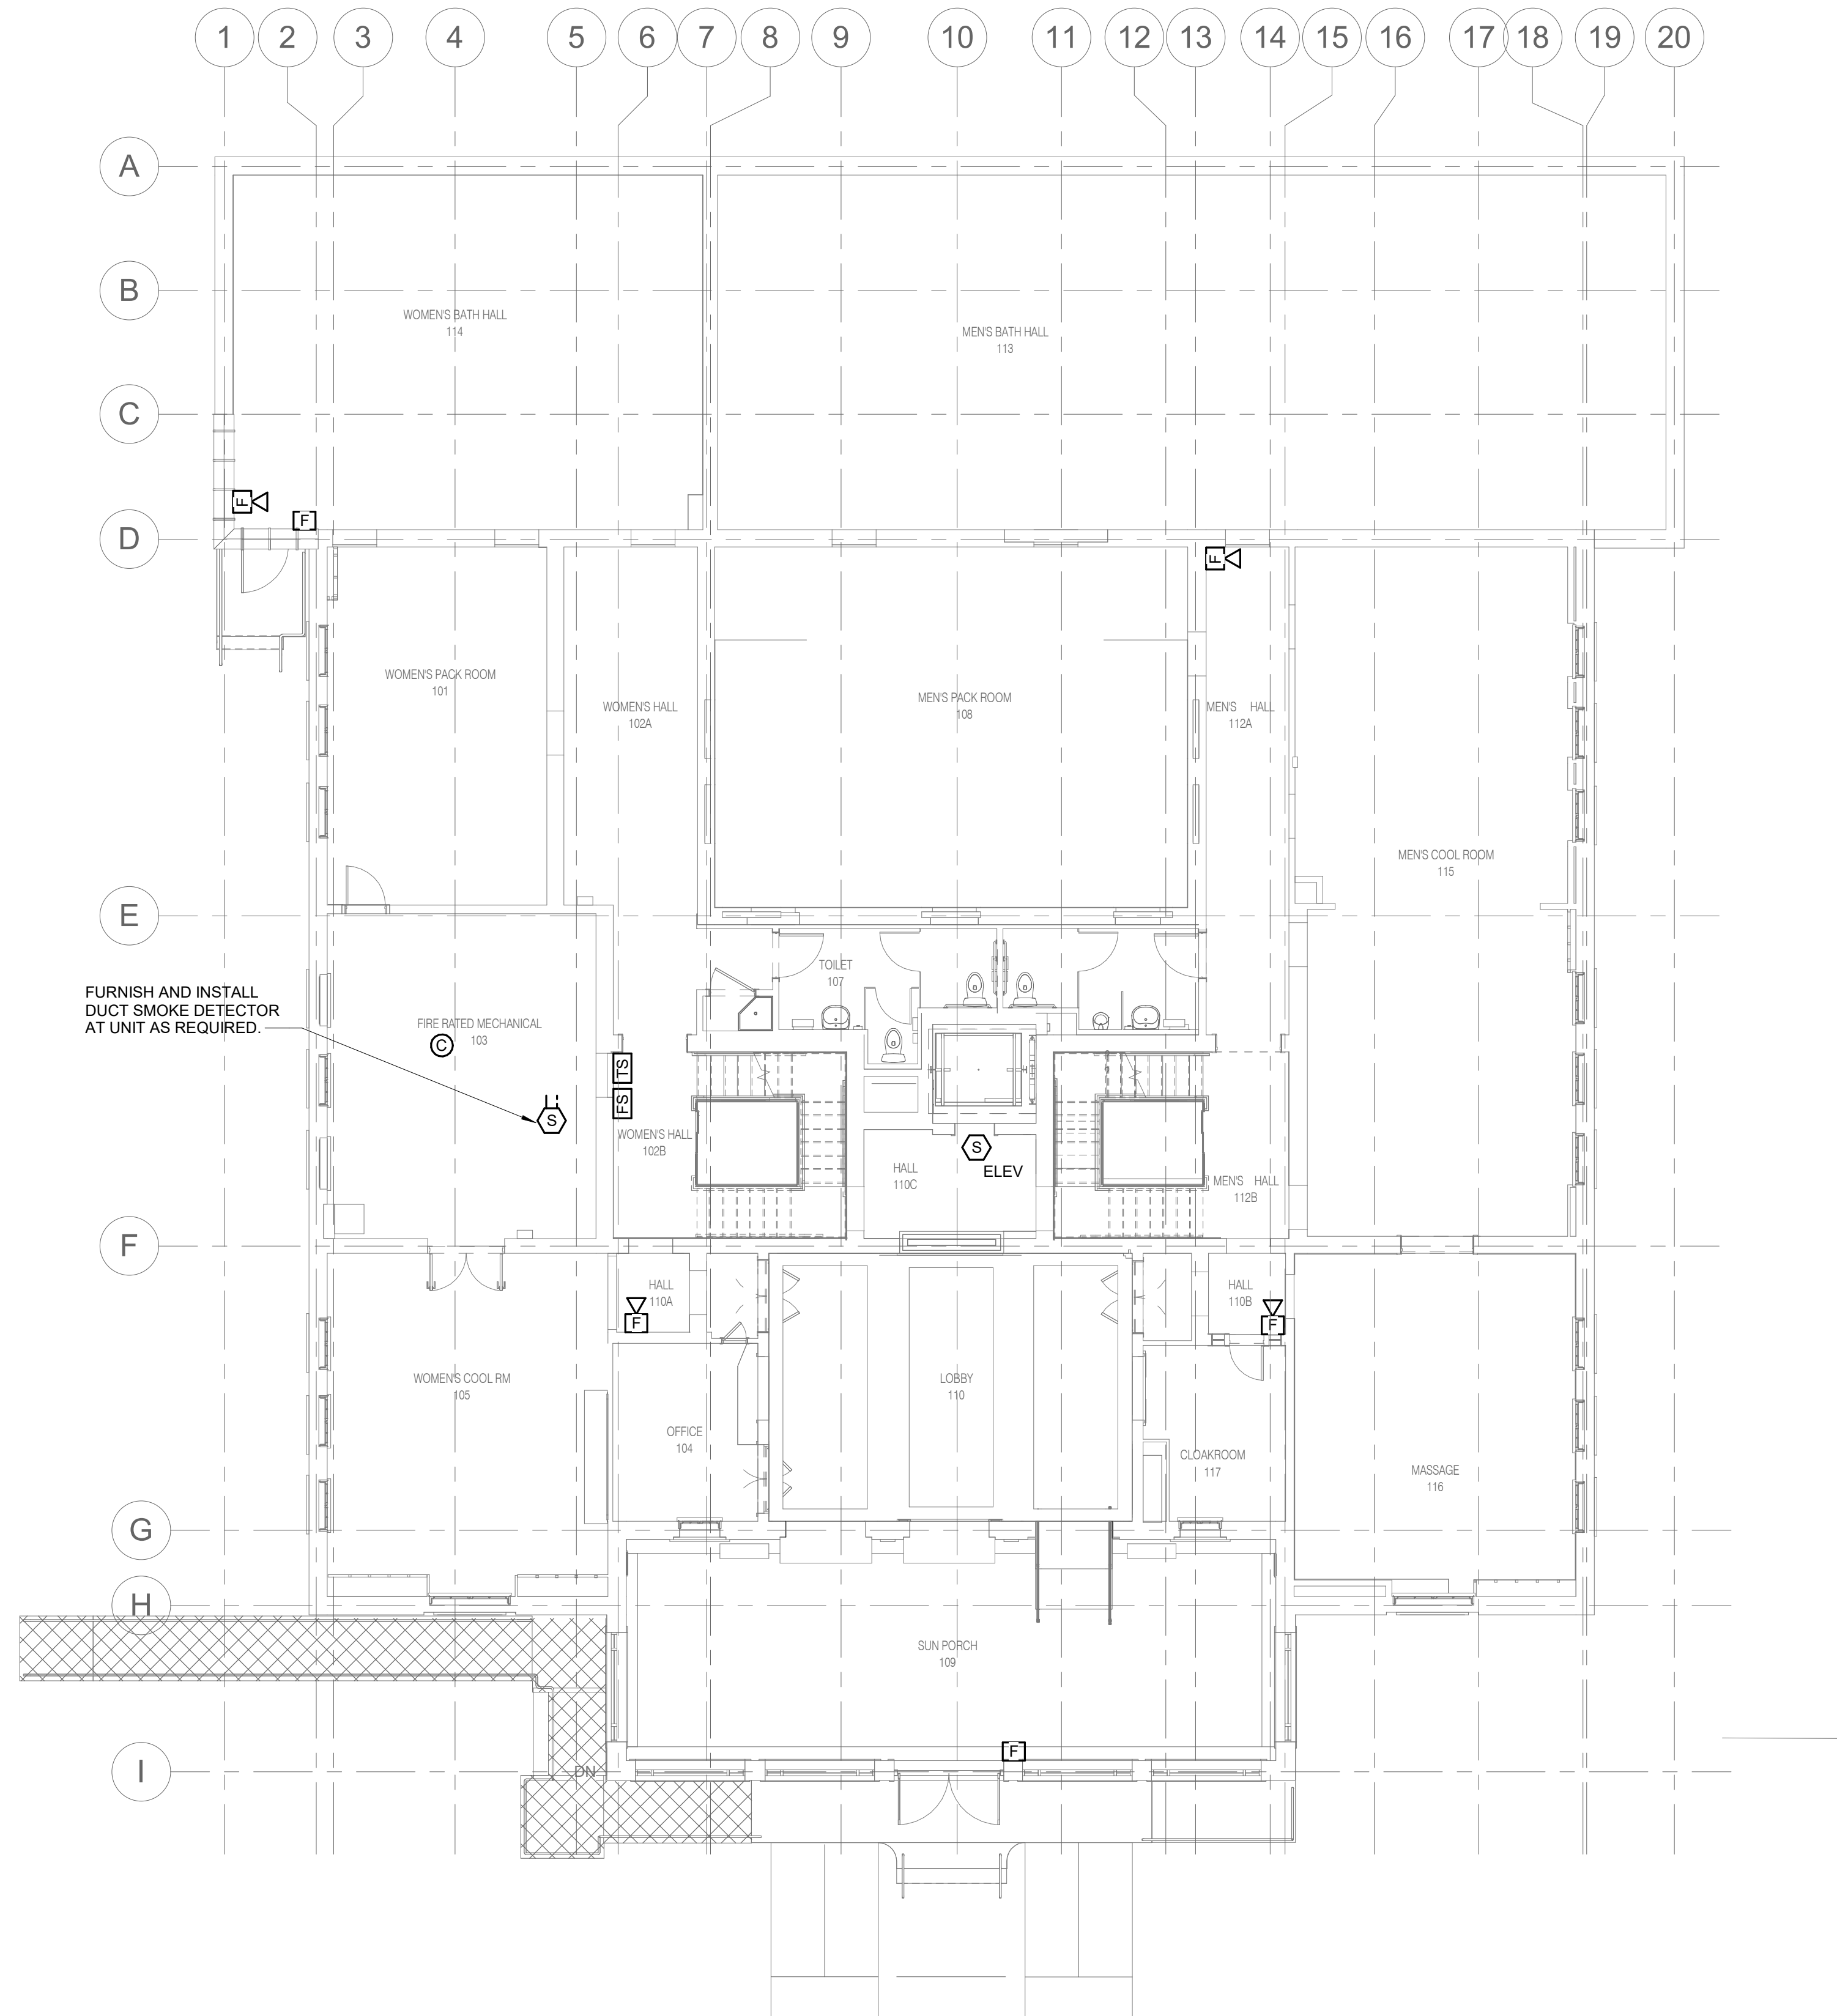 1 2 3 4 5 6 7 8 9 10 11 12 13 14 15 16 17 18 19 20
A
B
WOMEN'S BATH HALL
114
MEN'S BATH HALL
113
C
F
F
D
F
WOMEN'S PACK ROOM
101
WOMEN'S HALL
102A
MEN'S PACK ROOM
108
MEN'S HALL
112A
MEN'S COOL ROOM
115
E
TOILET
107
FURNISH AND INSTALL
DUCT SMOKE DETECTOR
AT UNIT AS REQUIRED.
FIRE RATED MECHANICAL
103
C
TS
FS
S
WOMEN'S HALL
102B
S
ELEV
HALL
110C
MEN'S HALL
112B
F
HALL
110A
F
HALL
110B
F
WOMEN'S COOL RM
105
LOBBY
110
OFFICE
104
CLOAKROOM
117
MASSAGE
116
G
H
SUN PORCH
109
F
I
DN